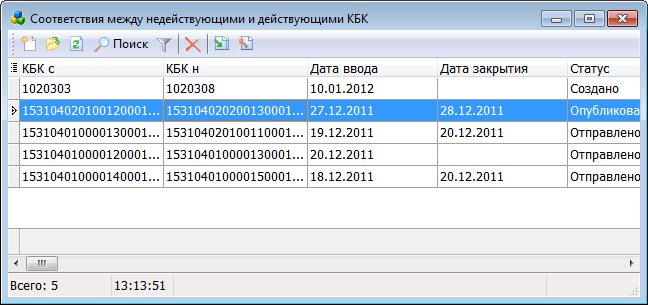 Соответствия между недействующими и действующими КБК
Поиск
КБК с КБК н Дата ввода Дата закрытия Статус
1020303 1020308 10.01.2012 Создано
153104020100120001... 153104020200130001... 27.12.2011 28.12.2011 Опубликова
153104010000130001... 153104020100110001... 19.12.2011 20.12.2011 Отправлено
153104010000120001... 153104010000130001... 20.12.2011 Отправлено
153104010000140001... 153104010000150001... 18.12.2011 20.12.2011 Отправлено
Всего: 5 13:13:51